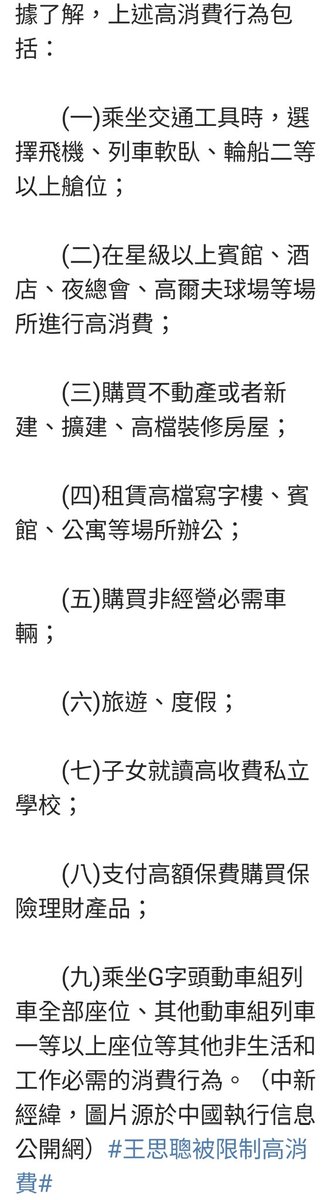 據了解，上述高消費行為包
括：
(一)乘坐交通工具時，選
擇飛機、列車軟臥、輪船二等
以上艙位；
(二)在星級以上賓館、酒
店、夜總會、高爾夫球場等場
所進行高消費；
(三)購買不動產或者新
建、擴建、高檔裝修房屋；
(四)租賃高檔寫字樓、賓
館、公寓等場所辦公；
(五)購買非經營必需車
輛；
(六)旅遊、度假；
(七)子女就讀高收費私立
學校；
(八)支付高額保費購買保
險理財產品；
(九)乘坐G字頭動車組列
車全部座位、其他動車組列車
一等以上座位等其他非生活和
工作必需的消費行為。（中新
經緯，圖片源於中國執行信息
公開網）#王思聰被限制高消
費#